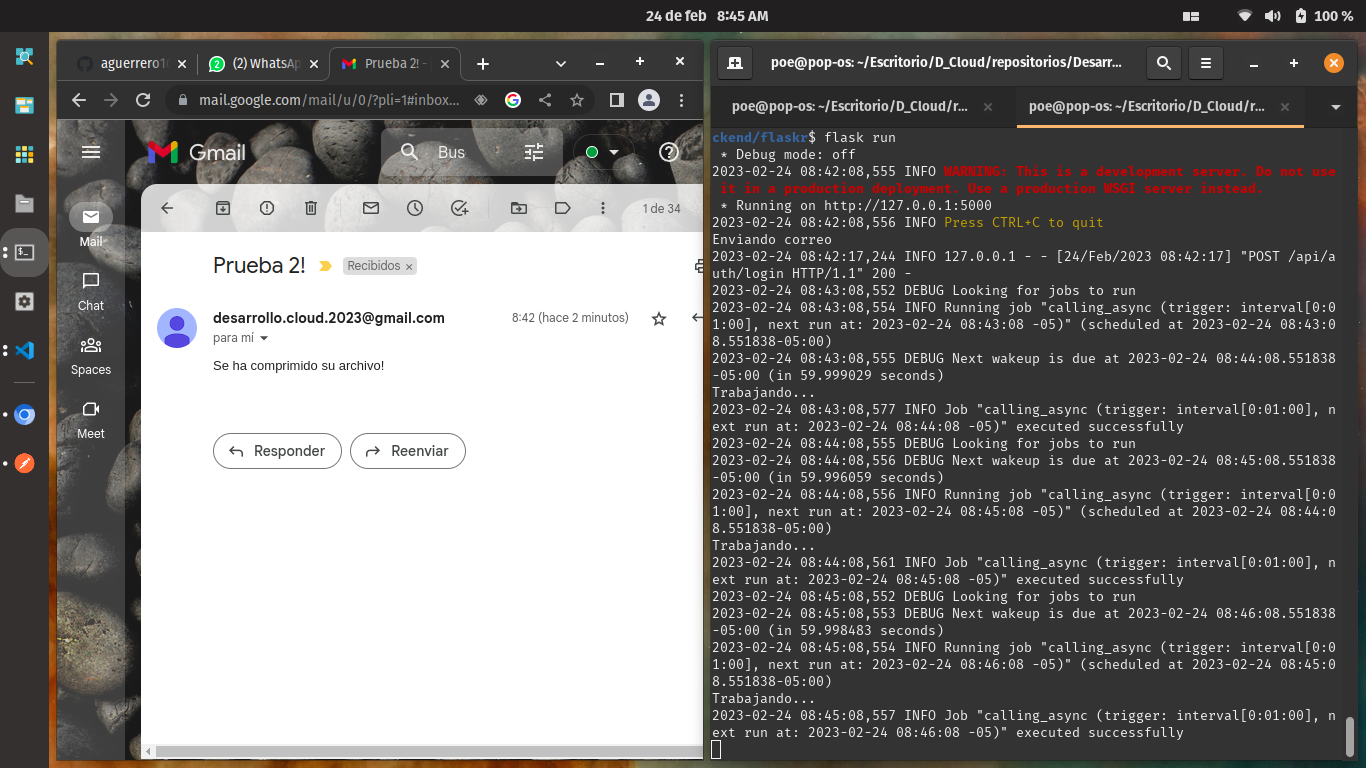 24 de feb 8:45 AM
100 %
aguerrero1
(2) WhatsAp
Prueba 2! -
mail.google.com/mail/u/0/?pli=1#inbox...
Gmail
Bus
1 de 34
Mail
Chat
Spaces
Meet
Prueba 2!
Recibidos ×
desarrollo.cloud.2023@gmail.com
8:42 (hace 2 minutos)
para mí
Se ha comprimido su archivo!
Responder
Reenviar
poe@pop-os: ~/Escritorio/D_Cloud/repositorios/Desarr...
poe@pop-os: ~/Escritorio/D_Cloud/r...
poe@pop-os: ~/Escritorio/D_Cloud/r...
ckend/flaskr$ flask run
* Debug mode: off
2023-02-24 08:42:08,555 INFO WARNING: This is a development server. Do not use
it in a production deployment. Use a production WSGI server instead.
* Running on http://127.0.0.1:5000
2023-02-24 08:42:08,556 INFO Press CTRL+C to quit
Enviando correo
2023-02-24 08:42:17,244 INFO 127.0.0.1 - - [24/Feb/2023 08:42:17] "POST /api/a
uth/login HTTP/1.1" 200 -
2023-02-24 08:43:08,552 DEBUG Looking for jobs to run
2023-02-24 08:43:08,554 INFO Running job "calling_async (trigger: interval[0:0
1:00], next run at: 2023-02-24 08:43:08 -05)" (scheduled at 2023-02-24 08:43:0
8.551838-05:00)
2023-02-24 08:43:08,555 DEBUG Next wakeup is due at 2023-02-24 08:44:08.551838
-05:00 (in 59.999029 seconds)
Trabajando...
2023-02-24 08:43:08,577 INFO Job "calling_async (trigger: interval[0:01:00], n
ext run at: 2023-02-24 08:44:08 -05)" executed successfully
2023-02-24 08:44:08,555 DEBUG Looking for jobs to run
2023-02-24 08:44:08,556 DEBUG Next wakeup is due at 2023-02-24 08:45:08.551838
-05:00 (in 59.996059 seconds)
2023-02-24 08:44:08,556 INFO Running job "calling_async (trigger: interval[0:0
1:00], next run at: 2023-02-24 08:45:08 -05)" (scheduled at 2023-02-24 08:44:0
8.551838-05:00)
Trabajando...
2023-02-24 08:44:08,561 INFO Job "calling_async (trigger: interval[0:01:00], n
ext run at: 2023-02-24 08:45:08 -05)" executed successfully
2023-02-24 08:45:08,552 DEBUG Looking for jobs to run
2023-02-24 08:45:08,553 DEBUG Next wakeup is due at 2023-02-24 08:46:08.551838
-05:00 (in 59.998483 seconds)
2023-02-24 08:45:08,554 INFO Running job "calling_async (trigger: interval[0:0
1:00], next run at: 2023-02-24 08:46:08 -05)" (scheduled at 2023-02-24 08:45:0
8.551838-05:00)
Trabajando...
2023-02-24 08:45:08,557 INFO Job "calling_async (trigger: interval[0:01:00], n
ext run at: 2023-02-24 08:46:08 -05)" executed successfully